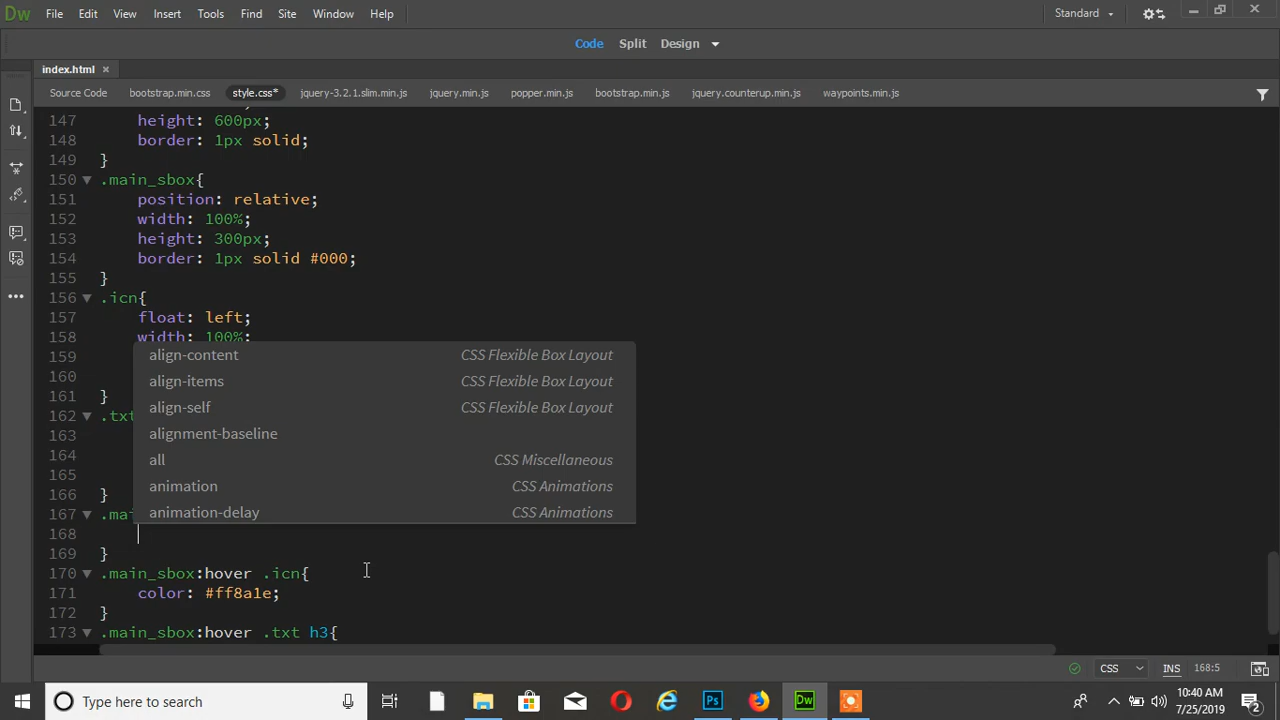 Dw File Edit View Insert Tools Find Site Window Help Standard
Code Split Design
index.html
Source Code bootstrap.min.css style.css* jquery-3.2.1.slim.min.js jquery.min.js popper.min.js bootstrap.min.js jquery.counterup.min.js waypoints.min.js
147 height: 600px;
148 border: 1px solid;
149 }
150 .main_sbox{
151 position: relative;
152 width: 100%;
153 height: 300px;
154 border: 1px solid #000;
155 }
156 .icn{
157 float: left;
158 width: 100%;
159
160
161 }
162 .txt
163
164
165
166 }
167 .mai
168
169 }
170 .main_sbox:hover .icn{
171 color: #ff8a1e;
172 }
173 .main_sbox:hover .txt h3{
align-content CSS Flexible Box Layout
align-items CSS Flexible Box Layout
align-self CSS Flexible Box Layout
alignment-baseline
all CSS Miscellaneous
animation CSS Animations
animation-delay CSS Animations
CSS INS 168:5
Type here to search
Ps Dw
10:40 AM
7/25/2019
2